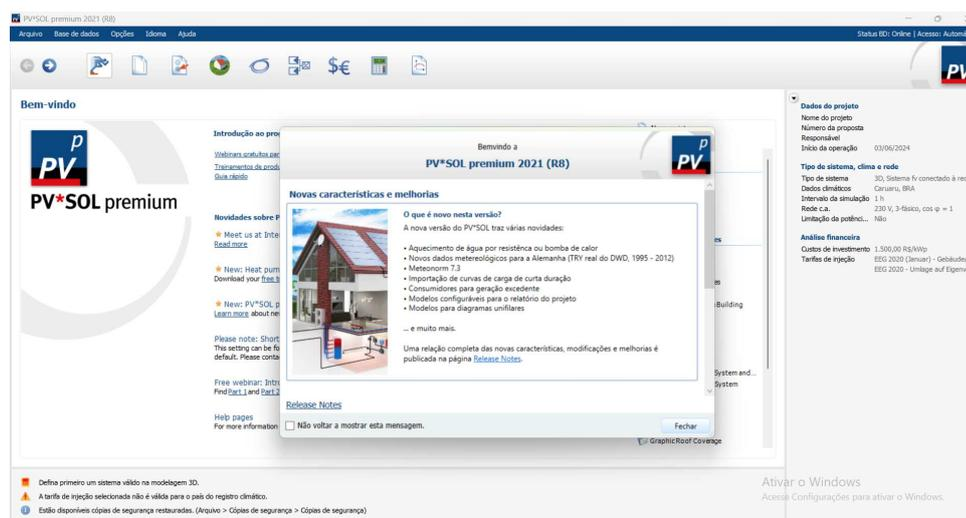 PV*SOL premium 2021 (R8)
Arquivo Base de dados Opções Idioma Ajuda
Status BD: Online | Acesso: Automá
PV
Bem-vindo
p
PV
PV*SOL premium
Introdução ao pro
Webinars gratuitos par
Treinamentos de produ
Guia rápido
Novidades sobre P
Meet us at Inte
Read more
New: Heat pum
Download your free t
New: PV*SOL p
Learn more about ne
Please note: Short
This setting can be fo
default. Please conta
Free webinar: Intr
Find Part 1 and Part 2
Help pages
For more information
Benvindo a
PV*SOL premium 2021 (R8)
PV
Novas características e melhorias
O que é novo nesta versão?
A nova versão do PV*SOL traz várias novidades:
• Aquecimento de água por resistênca ou bomba de calor
• Novos dados metereológicos para a Alemanha (TRY real do DWD, 1995 - 2012)
• Meteonorm 7.3
• Importação de curvas de carga de curta duração
• Consumidores para geração excedente
• Modelos configuráveis para o relatório do projeto
• Modelos para diagramas unifilares
... e muito mais.
Uma relação completa das novas características, modificações e melhorias é
publicada na página Release Notes.
Release Notes
Não voltar a mostrar esta mensagem.
Fechar
es
Building
System and...
System
Graphic Roof Coverage
Dados do projeto
Nome do projeto
Número da proposta
Responsável
Início da operação 03/06/2024
Tipo de sistema, clima e rede
Tipo de sistema 3D, Sistema fv conectado à rec
Dados climáticos Caruaru, BRA
Intervalo da simulação 1 h
Rede c.a. 230 V, 3-fásico, cos φ = 1
Limitação da potênci... Não
Análise financeira
Custos de investimento 1.500,00 R$/kWp
Tarifas de injeção EEG 2020 (Januar) - Gebäude
EEG 2020 - Umlage auf Eigenv
Defina primeiro um sistema válido na modelagem 3D.
A tarifa de injeção selecionada não é válida para o país do registro climático.
Estão disponíveis cópias de segurança restauradas. (Arquivo > Cópias de segurança > Cópias de segurança)
Ativar o Windows
Acesse Configurações para ativar o Windows.